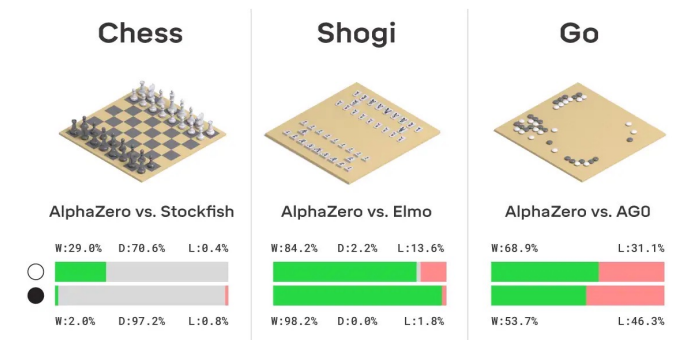 Chess
AlphaZero vs. Stockfish
W:29.0% D:70.6% L:0.4%
W:2.0% D:97.2% L:0.8%
Shogi
AlphaZero vs. Elmo
W:84.2% D:2.2% L:13.6%
W:98.2% D:0.0% L:1.8%
Go
AlphaZero vs. AG0
W:68.9% L:31.1%
W:53.7% L:46.3%